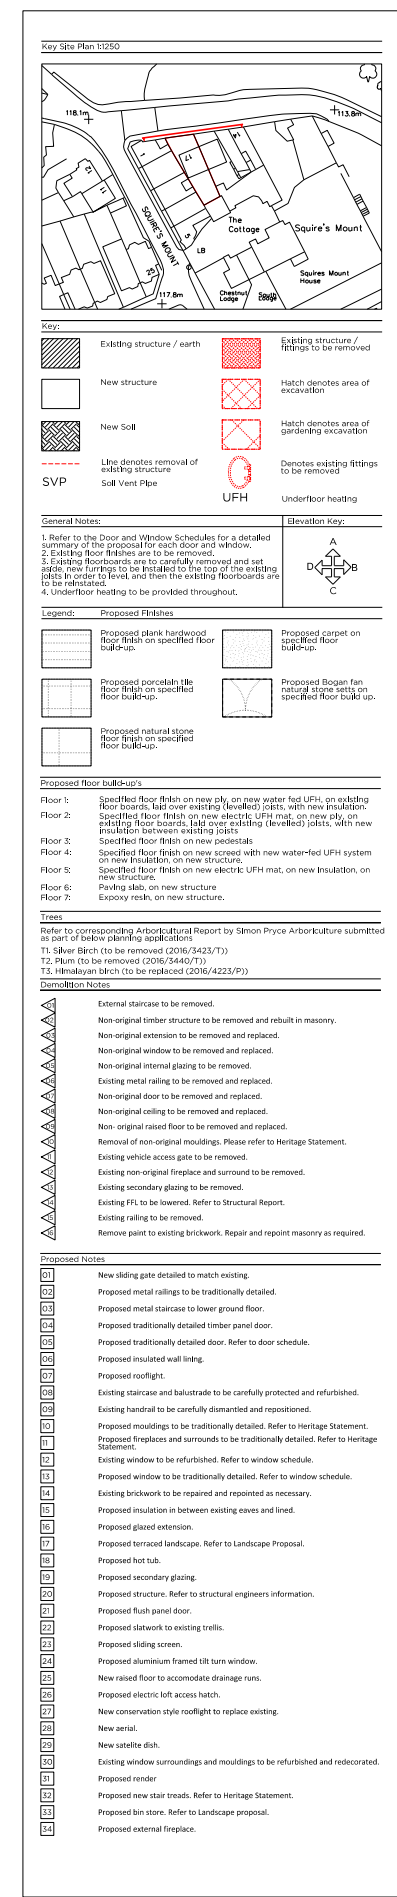 Key Site Plan 1:1250
118.1m
113.8m
1
17
14
12
11
SQUIRE'S MOUNT
The
Cottage
Squire's Mount
5
LB
Squires Mount
House
Chestnut
Lodge
South
Lodge
117.8m
Key:
Existing structure / earth
Existing structure /
fittings to be removed
New structure
Hatch denotes area of
excavation
New Soil
Hatch denotes area of
gardening excavation
Line denotes removal of
existing structure
Denotes existing fittings
to be removed
SVP
Soil Vent Pipe
UFH
Underfloor heating
General Notes:
Elevation Key:
1. Refer to the Door and Window Schedules for a detailed
summary of the proposal for each door and window.
2. Existing floor finishes are to be removed.
3. Existing floorboards are to carefully removed and set
aside, new furrings to be installed to the top of the existing
joists in order to level, and then the existing floorboards are
to be reinstated.
4. Underfloor heating to be provided throughout.
A
D
B
C
Legend:
Proposed Finishes
Proposed plank hardwood
floor finish on specified floor
build-up.
Proposed carpet on
specified floor
build-up.
Proposed porcelain tile
floor finish on specified
floor build-up.
Proposed Bogan fan
natural stone setts on
specified floor build up.
Proposed natural stone
floor finish on specified
floor build-up.
Proposed floor build-up's
Floor 1: Specified floor finish on new ply, on new water fed UFH, on existing
floor boards, laid over existing (levelled) joists, with new insulation.
Floor 2: Specified floor finish on new electric UFH mat, on new ply, on
existing floor boards, laid over existing (levelled) joists, with new
insulation between existing joists
Floor 3: Specified floor finish on new pedestals
Floor 4: Specified floor finish on new screed with new water-fed UFH system
on new insulation, on new structure.
Floor 5: Specified floor finish on new electric UFH mat, on new insulation, on
new structure.
Floor 6: Paving slab, on new structure
Floor 7: Expoxy resin, on new structure.
Trees
Refer to corresponding Arboricultural Report by Simon Pryce Arboriculture submitted
as part of below planning applications
T1. Silver Birch (to be removed (2016/3423/T))
T2. Plum (to be removed (2016/3440/T))
T3. Himalayan birch (to be replaced (2016/4223/P))
Demolition Notes
01 External staircase to be removed.
02 Non-original timber structure to be removed and rebuilt in masonry.
03 Non-original extension to be removed and replaced.
04 Non-original window to be removed and replaced.
05 Non-original internal glazing to be removed.
06 Existing metal railing to be removed and replaced.
07 Non-original door to be removed and replaced.
08 Non-original ceiling to be removed and replaced.
09 Non- original raised floor to be removed and replaced.
10 Removal of non-original mouldings. Please refer to Heritage Statement.
11 Existing vehicle access gate to be removed.
12 Existing non-original fireplace and surround to be removed.
13 Existing secondary glazing to be removed.
14 Existing FFL to be lowered. Refer to Structural Report.
15 Existing railing to be removed.
16 Remove paint to existing brickwork. Repair and repoint masonry as required.
Proposed Notes
01 New sliding gate detailed to match existing.
02 Proposed metal railings to be traditionally detailed.
03 Proposed metal staircase to lower ground floor.
04 Proposed traditionally detailed timber panel door.
05 Proposed traditionally detailed door. Refer to door schedule.
06 Proposed insulated wall lining.
07 Proposed rooflight.
08 Existing staircase and balustrade to be carefully protected and refurbished.
09 Existing handrail to be carefully dismantled and repositioned.
10 Proposed mouldings to be traditionally detailed. Refer to Heritage Statement.
11 Proposed fireplaces and surrounds to be traditionally detailed. Refer to Heritage
Statement.
12 Existing window to be refurbished. Refer to window schedule.
13 Proposed window to be traditionally detailed. Refer to window schedule.
14 Existing brickwork to be repaired and repointed as necessary.
15 Proposed insulation in between existing eaves and lined.
16 Proposed glazed extension.
17 Proposed terraced landscape. Refer to Landscape Proposal.
18 Proposed hot tub.
19 Proposed secondary glazing.
20 Proposed structure. Refer to structural engineers information.
21 Proposed flush panel door.
22 Proposed slatwork to existing trellis.
23 Proposed sliding screen.
24 Proposed aluminium framed tilt turn window.
25 New raised floor to accomodate drainage runs.
26 Proposed electric loft access hatch.
27 New conservation style rooflight to replace existing.
28 New aerial.
29 New satelite dish.
30 Existing window surroundings and mouldings to be refurbished and redecorated.
31 Proposed render
32 Proposed new stair treads. Refer to Heritage Statement.
33 Proposed bin store. Refer to Landscape proposal.
34 Proposed external fireplace.